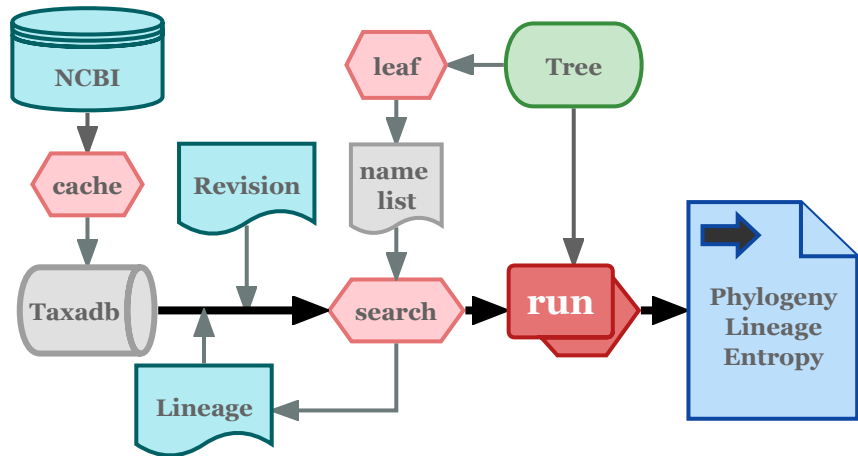 NCBI
leaf
Tree
cache
Revision
name
list
Taxadb
search
run
Phylogeny
Lineage
Entropy
Lineage